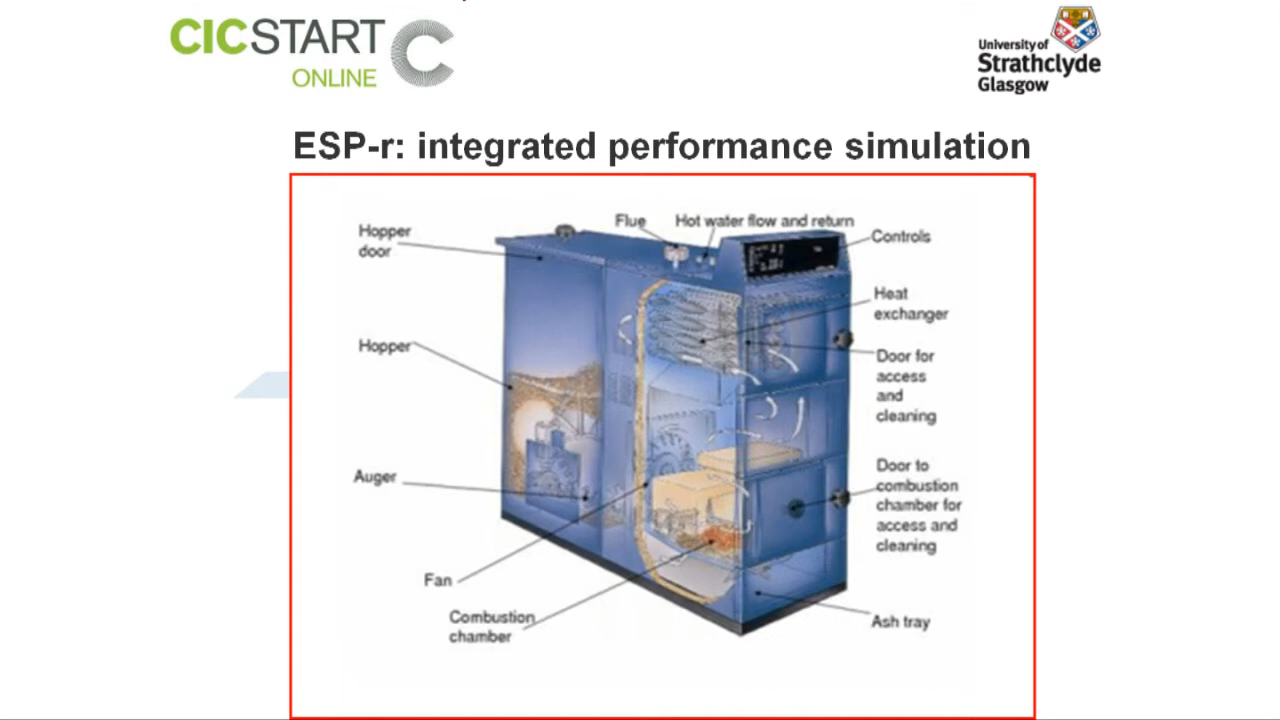 CICSTART
ONLINE
University of
Strathclyde
Glasgow
ESP-r: integrated performance simulation
Hopper
door
Flue
Hot water flow and return
Controls
Heat
exchanger
Hopper
Door for
access
and
cleaning
Auger
Door to
combustion
chamber for
access and
cleaning
Fan
Combustion
chamber
Ash tray